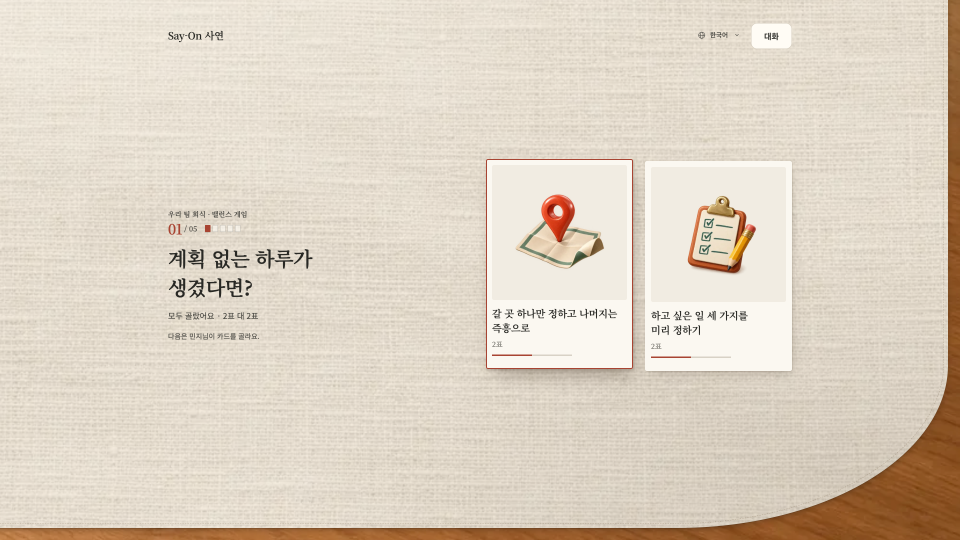 Say·On 사연
한국어
대화
우리 팀 회식 · 밸런스 게임
01 / 05
계획 없는 하루가
생겼다면?
모두 골랐어요 · 2표 대 2표
다음은 민지님이 카드를 골라요.
갈 곳 하나만 정하고 나머지는
즉흥으로
2표
하고 싶은 일 세 가지를
미리 정하기
2표